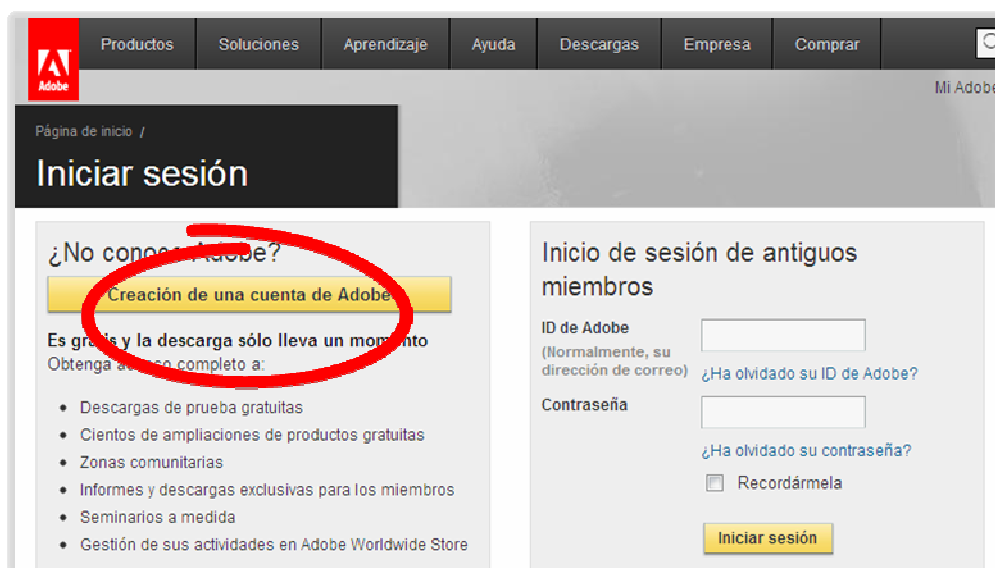 Productos Soluciones Aprendizaje Ayuda Descargas Empresa Comprar
Adobe
Mi Adobe
Página de inicio /
Iniciar sesión
¿No conoce Adobe?
Creación de una cuenta de Adobe
Es gratis y la descarga sólo lleva un momento
Obtenga acceso completo a:
• Descargas de prueba gratuitas
• Cientos de ampliaciones de productos gratuitas
• Zonas comunitarias
• Informes y descargas exclusivas para los miembros
• Seminarios a medida
• Gestión de sus actividades en Adobe Worldwide Store
Inicio de sesión de antiguos
miembros
ID de Adobe
(Normalmente, su
dirección de correo)
¿Ha olvidado su ID de Adobe?
Contraseña
¿Ha olvidado su contraseña?
Recordármela
Iniciar sesión